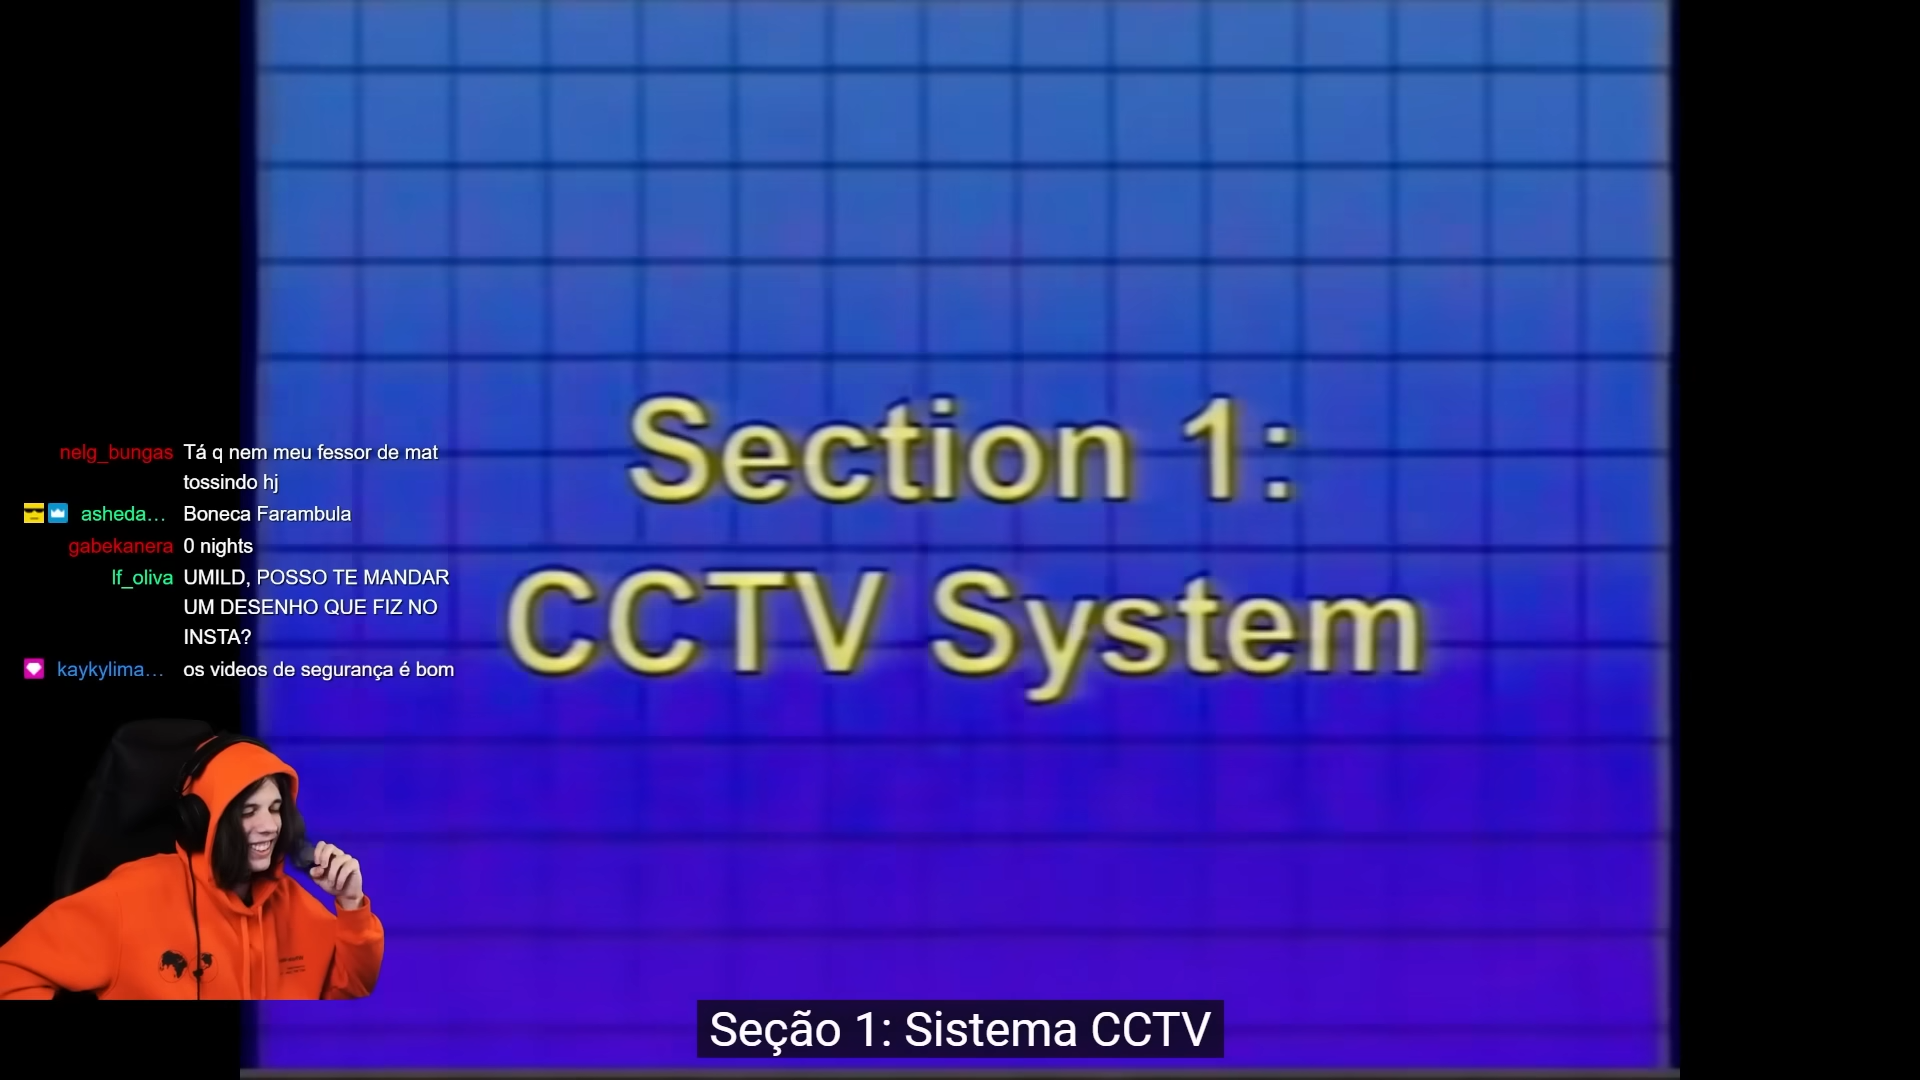 Section 1:
CCTV System
nelg_bungas Tá q nem meu fessor de mat
tossindo hj
asheda... Boneca Farambula
gabekanera 0 nights
lf_oliva UMILD, POSSO TE MANDAR
UM DESENHO QUE FIZ NO
INSTA?
kaykylima... os videos de segurança é bom
Seção 1: Sistema CCTV